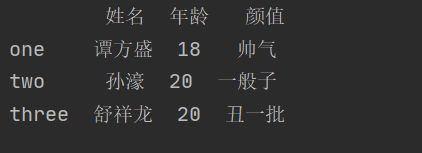 姓名 年龄 颜值
one 谭方盛 18 帅气
two 孙濠 20 一般子
three 舒祥龙 20 丑一批